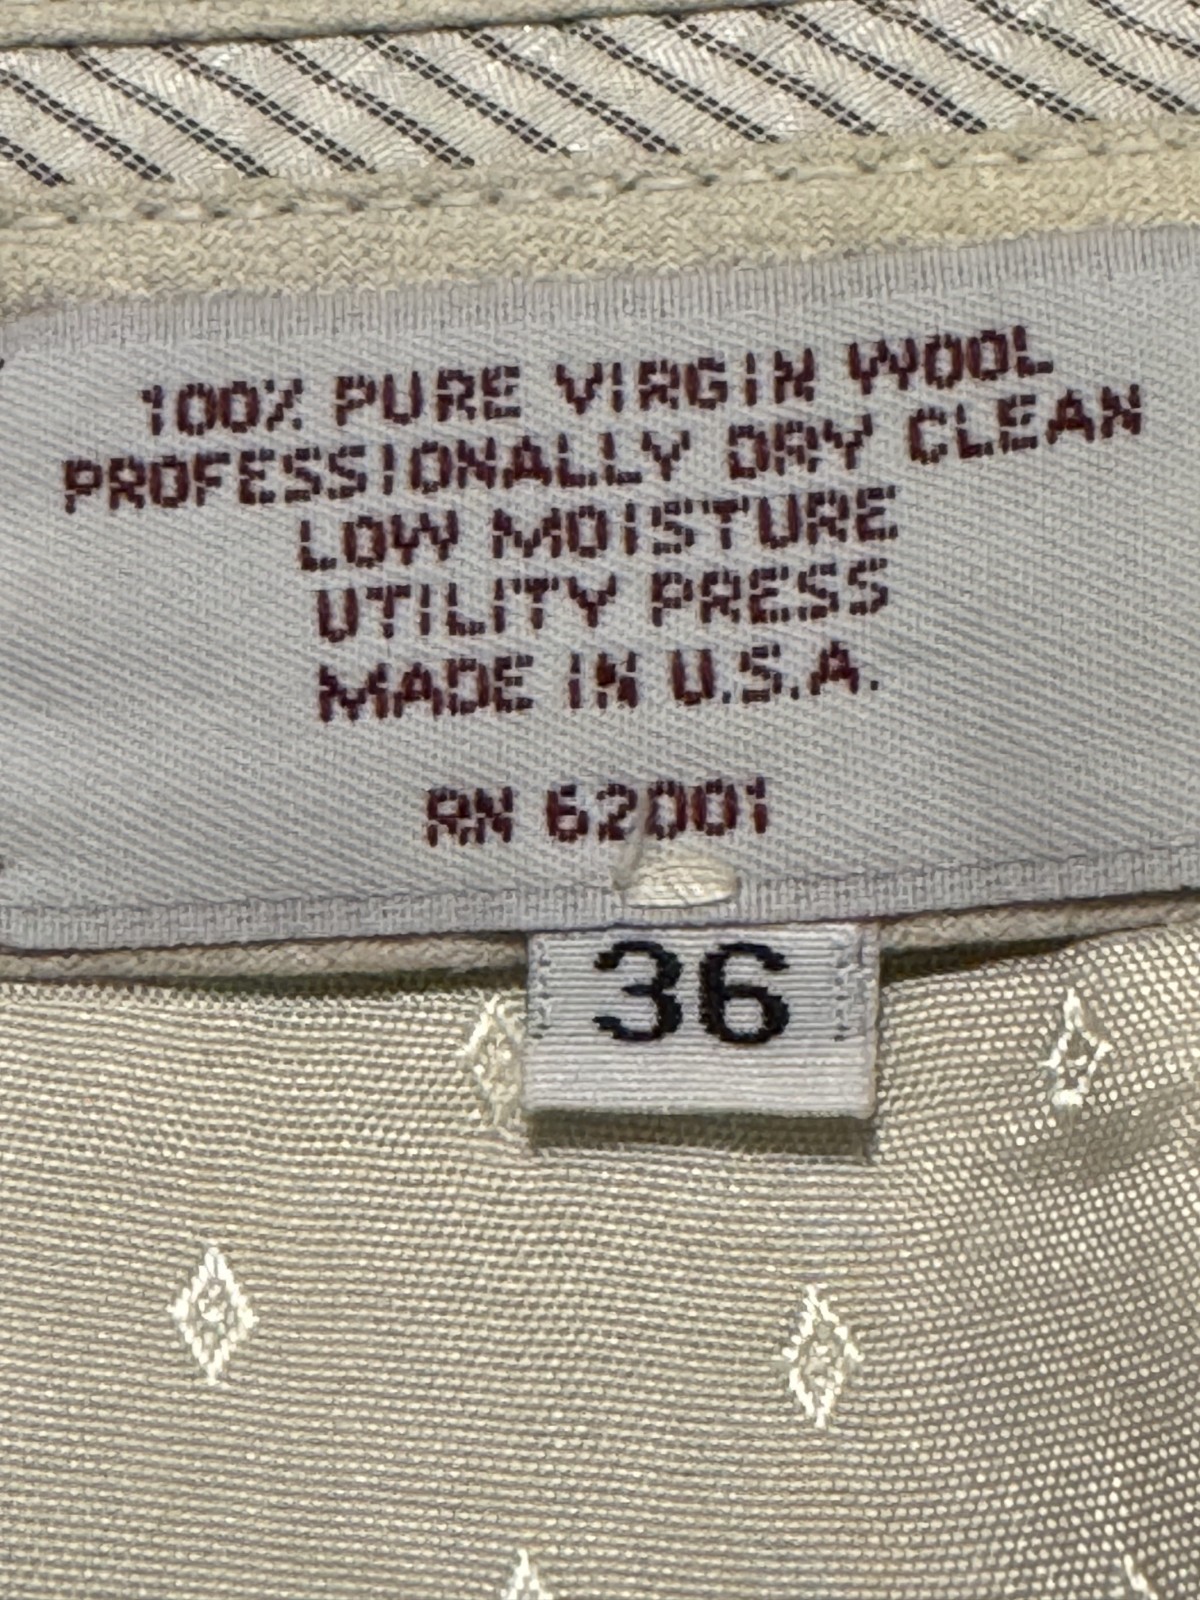 100% PURE VIRGIN WOOL
PROFESSIONALLY DRY CLEAN
LOW MOISTURE
UTILITY PRESS
MADE IN U.S.A.
RN 62001
36